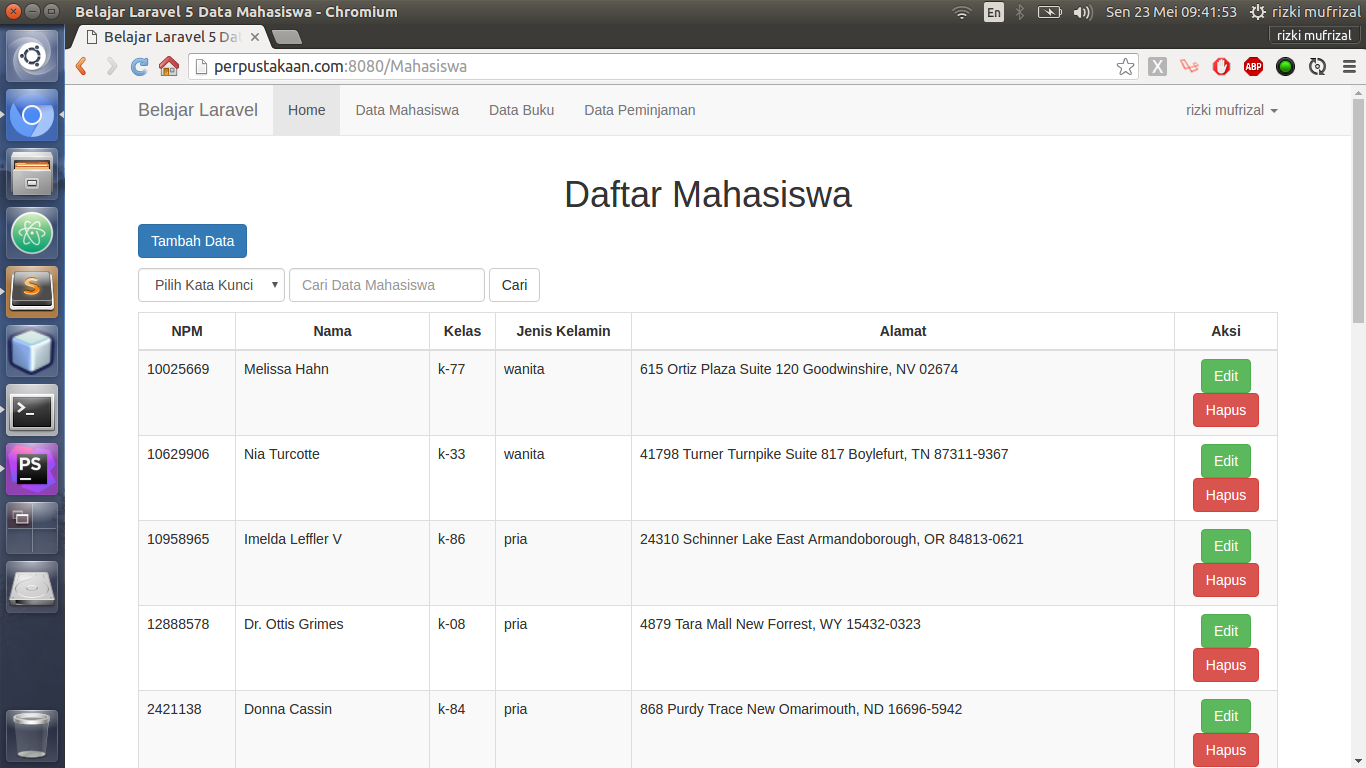 Belajar Laravel 5 Data Mahasiswa - Chromium
En
Sen 23 Mei 09:41:53
rizki mufrizal
Belajar Laravel 5 Da
rizki mufrizal
perpustakaan.com:8080/Mahasiswa
X
ABP
Belajar Laravel
Home
Data Mahasiswa
Data Buku
Data Peminjaman
rizki mufrizal
Daftar Mahasiswa
Tambah Data
Pilih Kata Kunci
Cari Data Mahasiswa
Cari
NPM Nama Kelas Jenis Kelamin Alamat Aksi
10025669 Melissa Hahn k-77 wanita 615 Ortiz Plaza Suite 120 Goodwinshire, NV 02674 Edit
Hapus
10629906 Nia Turcotte k-33 wanita 41798 Turner Turnpike Suite 817 Boylefurt, TN 87311-9367 Edit
Hapus
10958965 Imelda Leffler V k-86 pria 24310 Schinner Lake East Armandoborough, OR 84813-0621 Edit
Hapus
12888578 Dr. Ottis Grimes k-08 pria 4879 Tara Mall New Forrest, WY 15432-0323 Edit
Hapus
2421138 Donna Cassin k-84 pria 868 Purdy Trace New Omarimouth, ND 16696-5942 Edit
Hapus
S
>_
PS